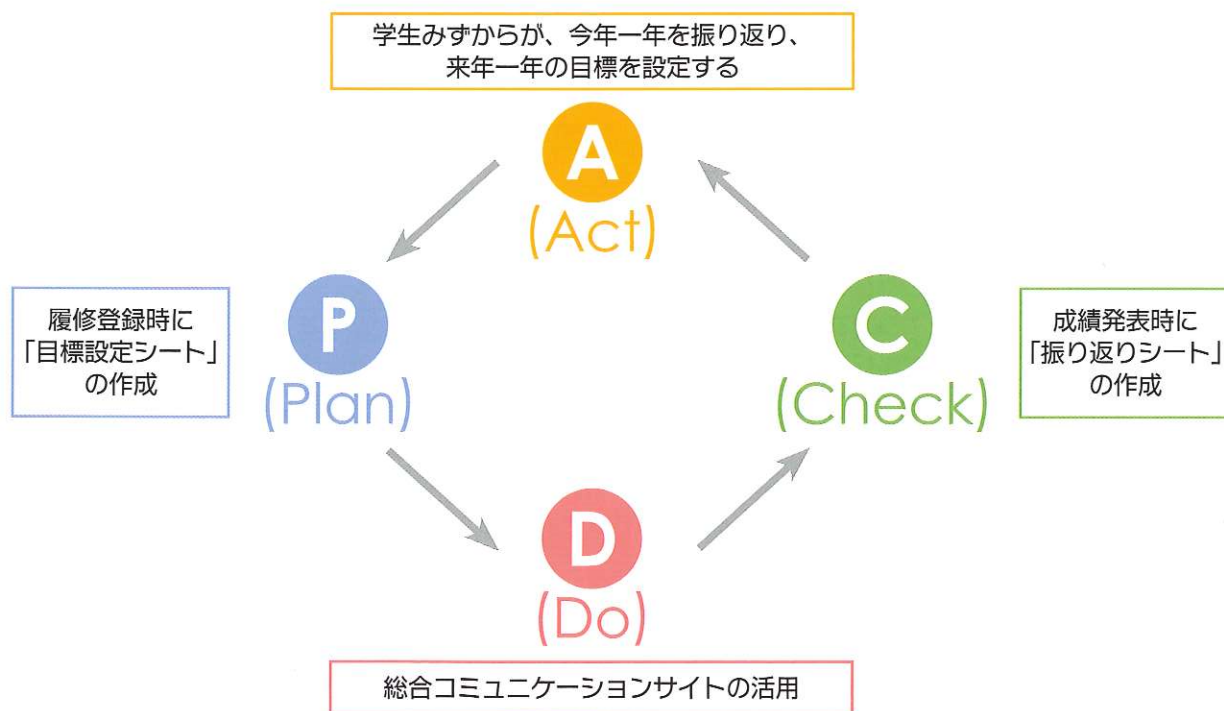 学生みずからが、今年一年を振り返り、
来年一年の目標を設定する
A
(Act)
履修登録時に
「目標設定シート」
の作成
P
(Plan)
C
(Check)
成績発表時に
「振り返りシート」
の作成
D
(Do)
総合コミュニケーションサイトの活用